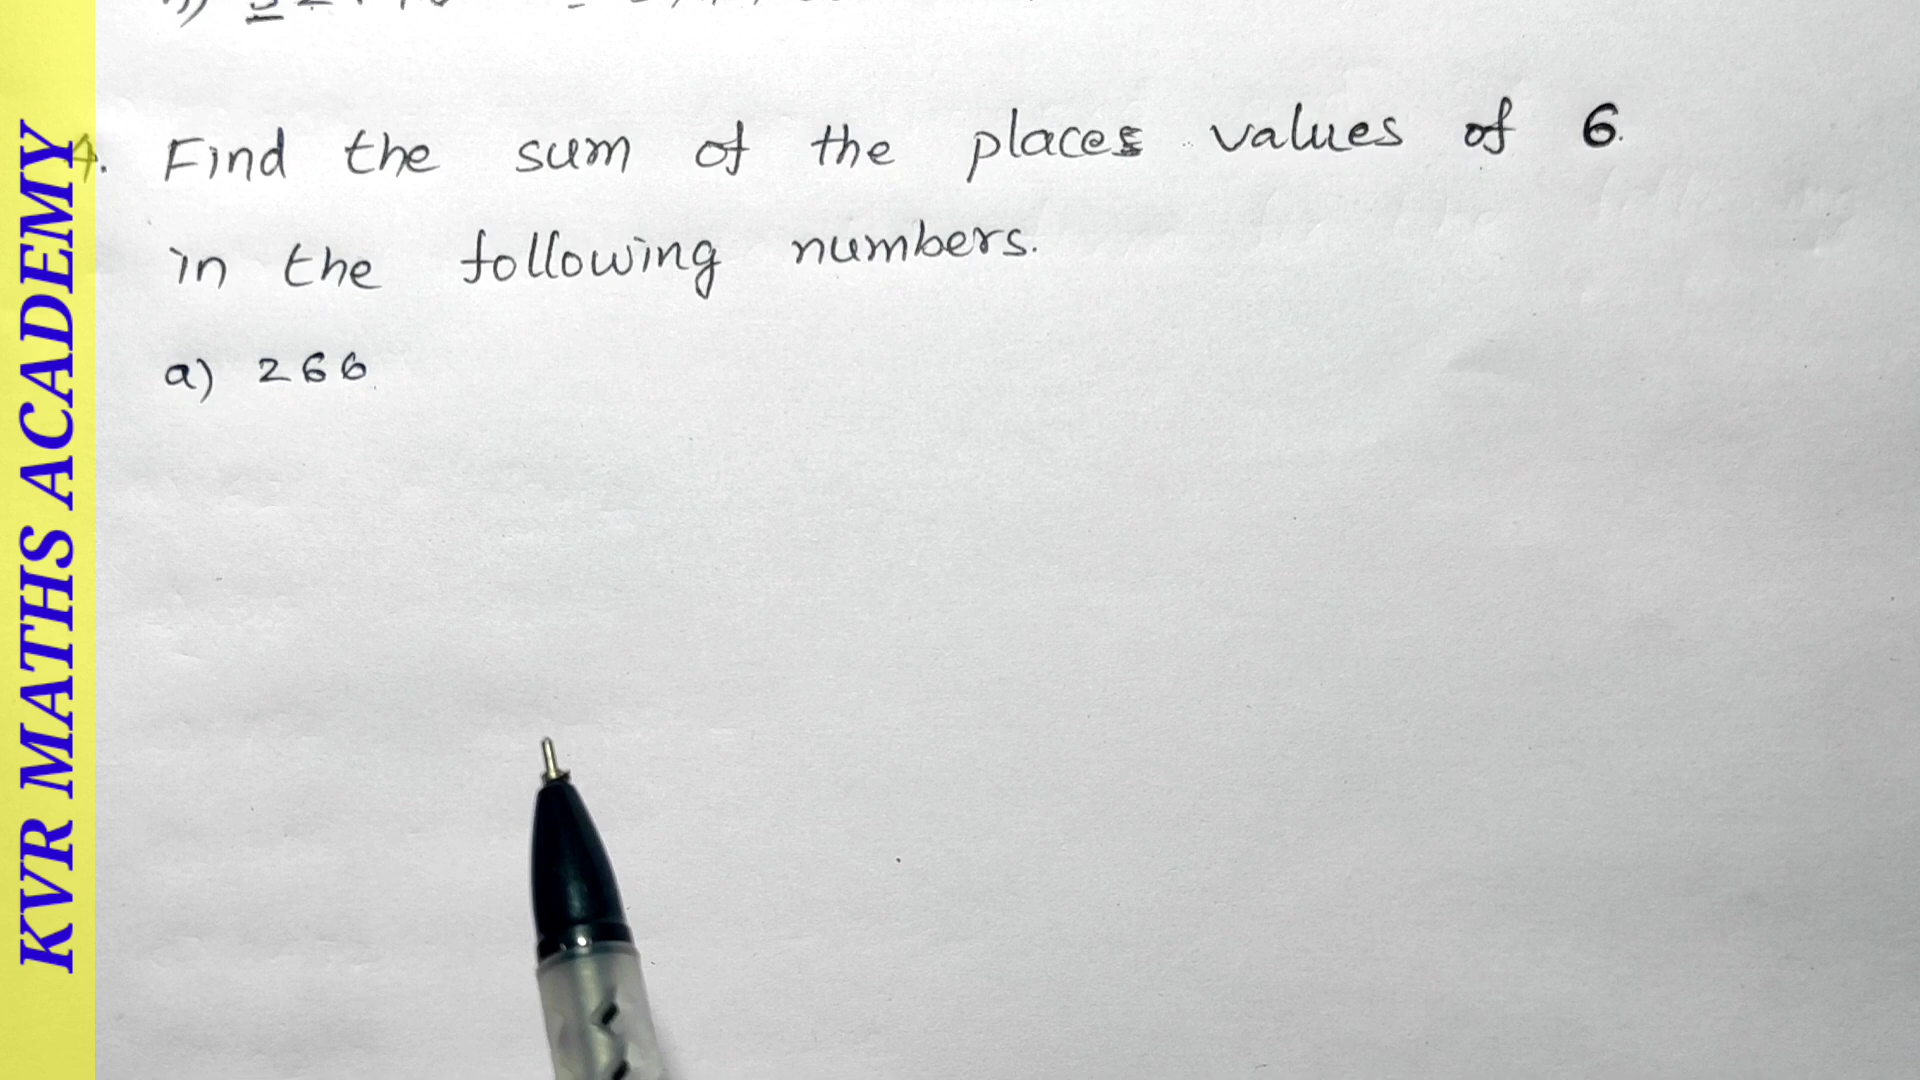 KVR MATHS ACADEMY
4. Find the sum of the places values of 6.
in the following numbers.
a) 266